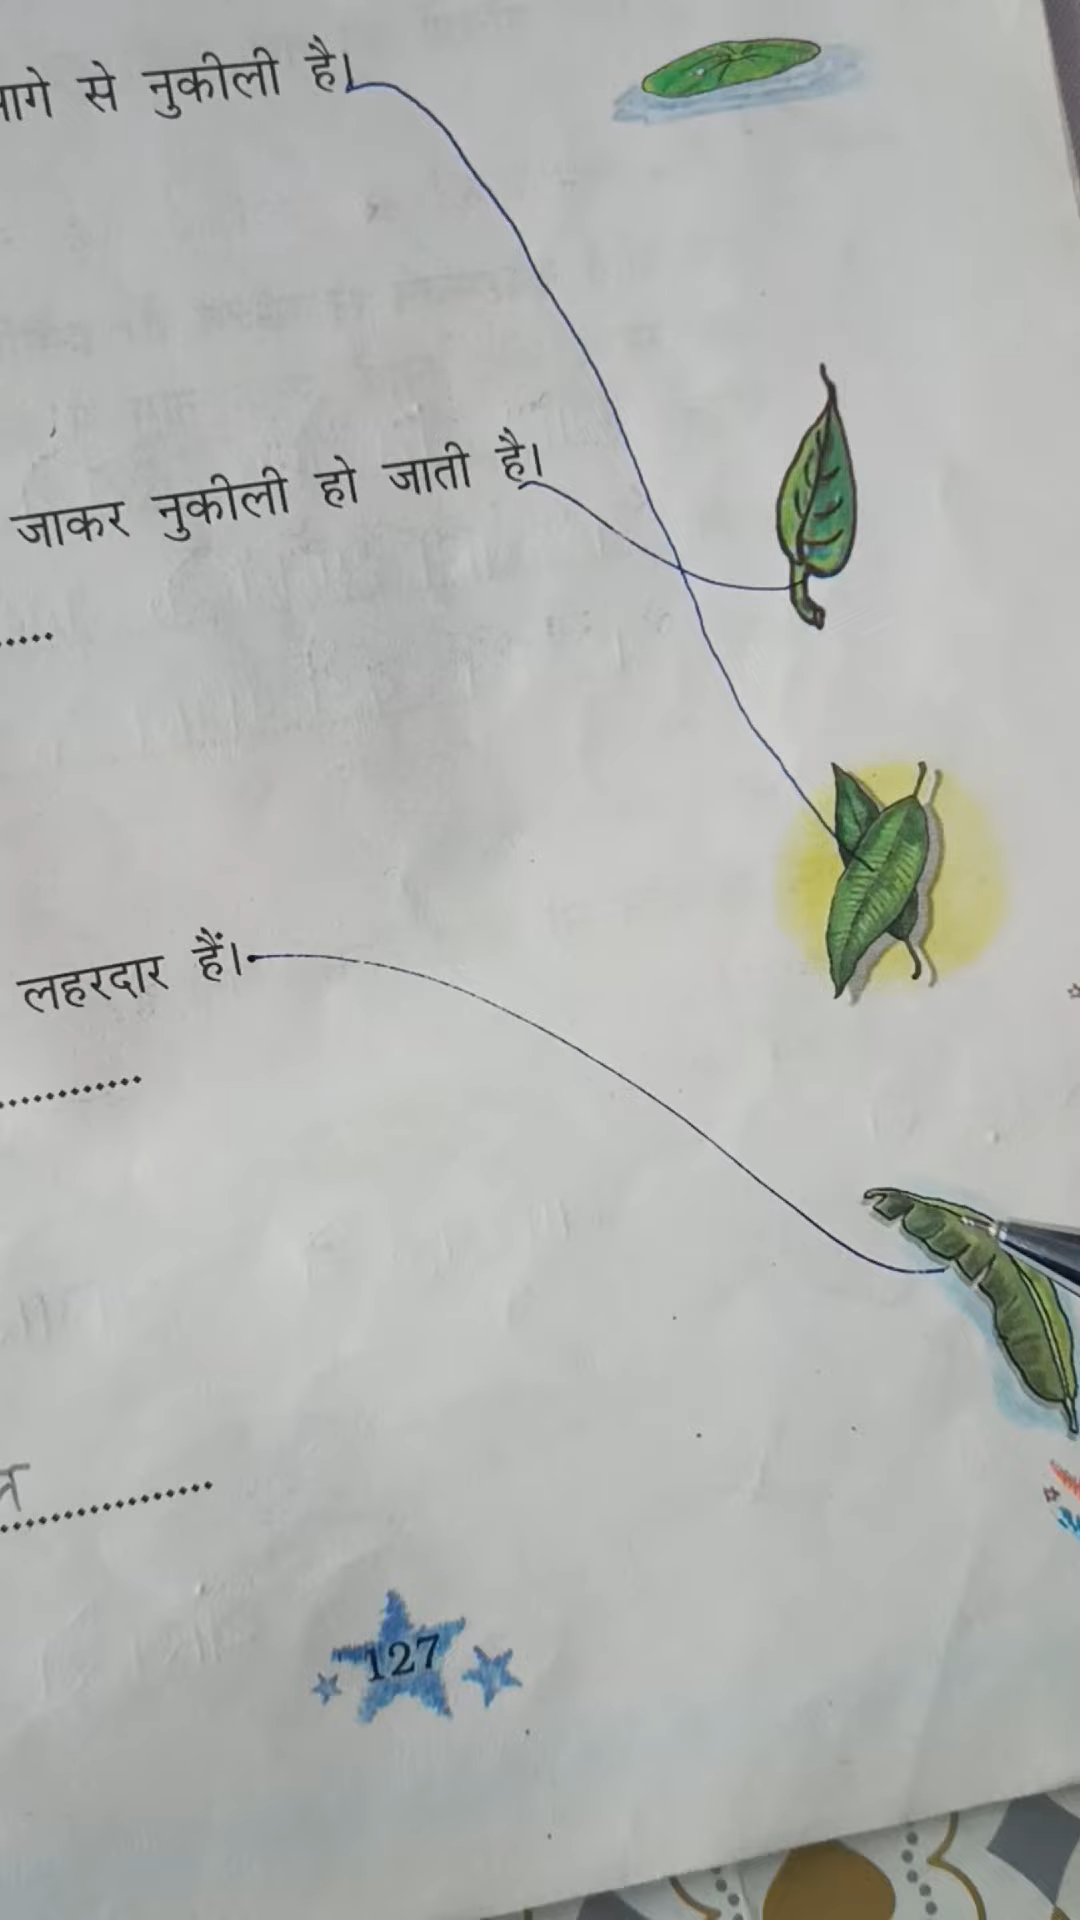 से नुकीली है।
जाकर नुकीली हो जाती है।
......
लहरदार हैं।
............
..................
127